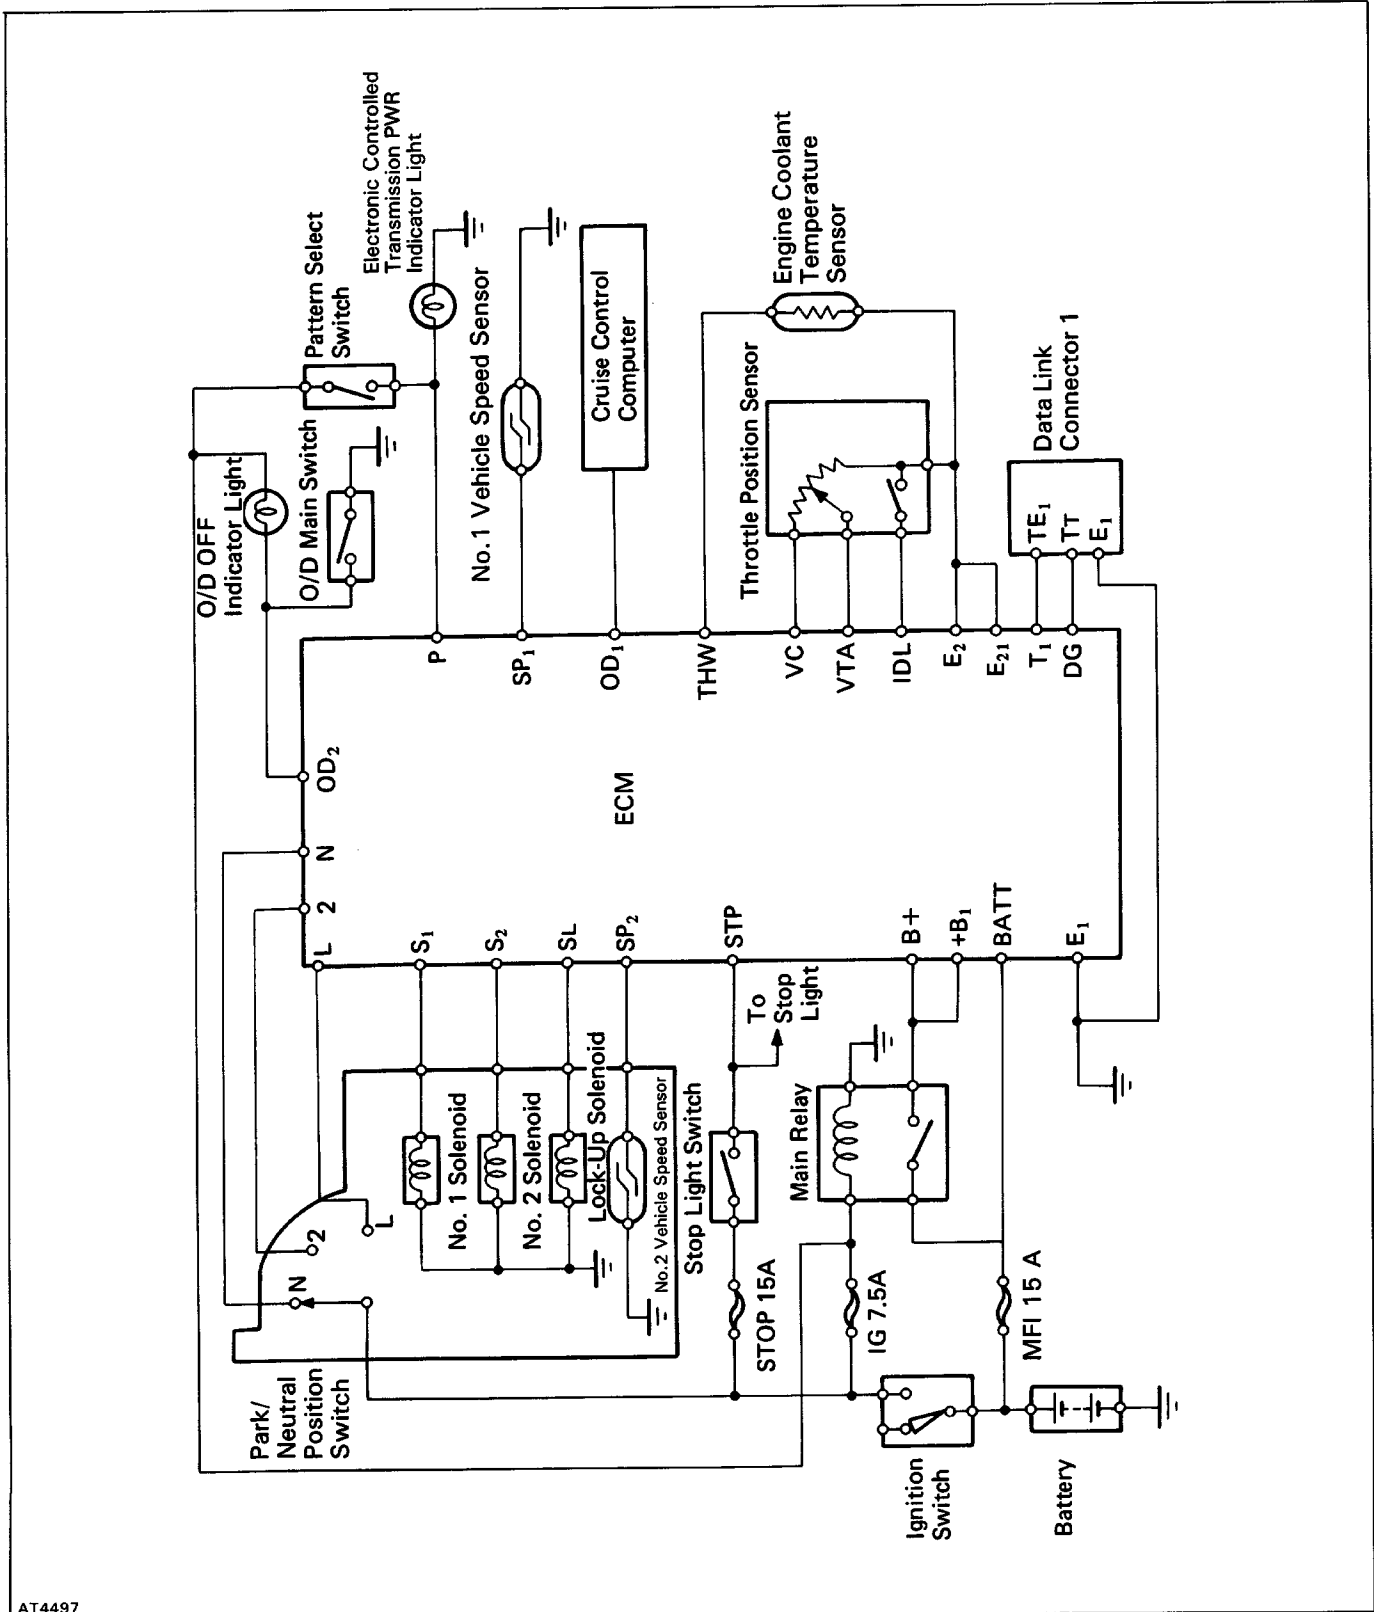 Electronic Controlled
Transmission PWR
Indicator Light
Pattern Select
Switch
O/D OFF
Indicator Light
O/D Main Switch
No. 1 Vehicle Speed Sensor
Cruise Control
Computer
Engine Coolant
Temperature
Sensor
Throttle Position Sensor
Data Link
Connector 1
TE1
TT
E1
P
SP1
OD1
THW
VC
VTA
IDL
E2
E21
T1
DG
OD2
N
2
L
ECM
S1
S2
SL
SP2
STP
B+
+B1
BATT
E1
To
Stop
Light
N
2
L
No. 1 Solenoid
No. 2 Solenoid
Lock-Up Solenoid
No.2 Vehicle Speed Sensor
Stop Light Switch
Main Relay
STOP 15A
IG 7.5A
MFI 15 A
Park/
Neutral
Position
Switch
Ignition
Switch
Battery
AT4497